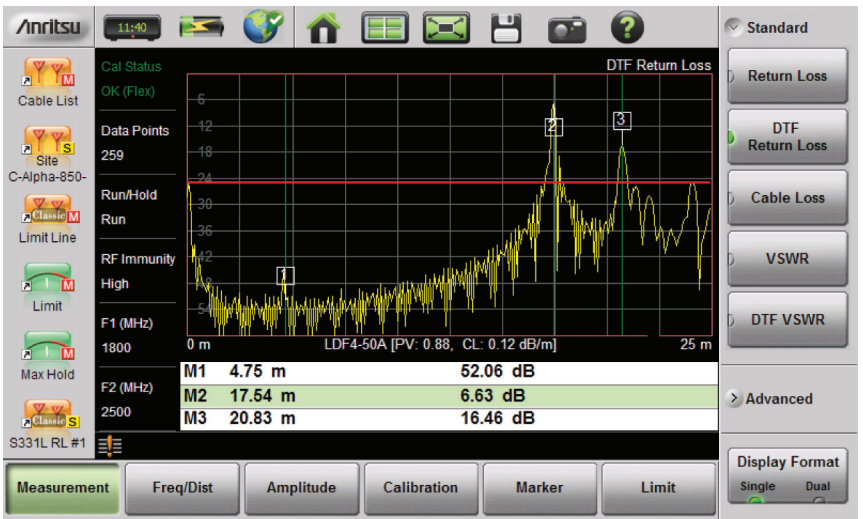 Anritsu
11:40
?
Standard
M
Cable List
S
Site
C-Alpha-850-
Classic M
Limit Line
M
Limit
M
Max Hold
Classic S
S331L RL #1
Cal Status
OK (Flex)
Data Points
259
Run/Hold
Run
RF Immunity
High
F1 (MHz)
1800
F2 (MHz)
2500
DTF Return Loss
6
12
18
24
30
36
42
48
54
1
2
3
0 m
LDF4-50A [PV: 0.88, CL: 0.12 dB/m]
25 m
M1 4.75 m 52.06 dB
M2 17.54 m 6.63 dB
M3 20.83 m 16.46 dB
Return Loss
DTF
Return Loss
Cable Loss
VSWR
DTF VSWR
Advanced
Display Format
Single Dual
Measurement
Freq/Dist
Amplitude
Calibration
Marker
Limit